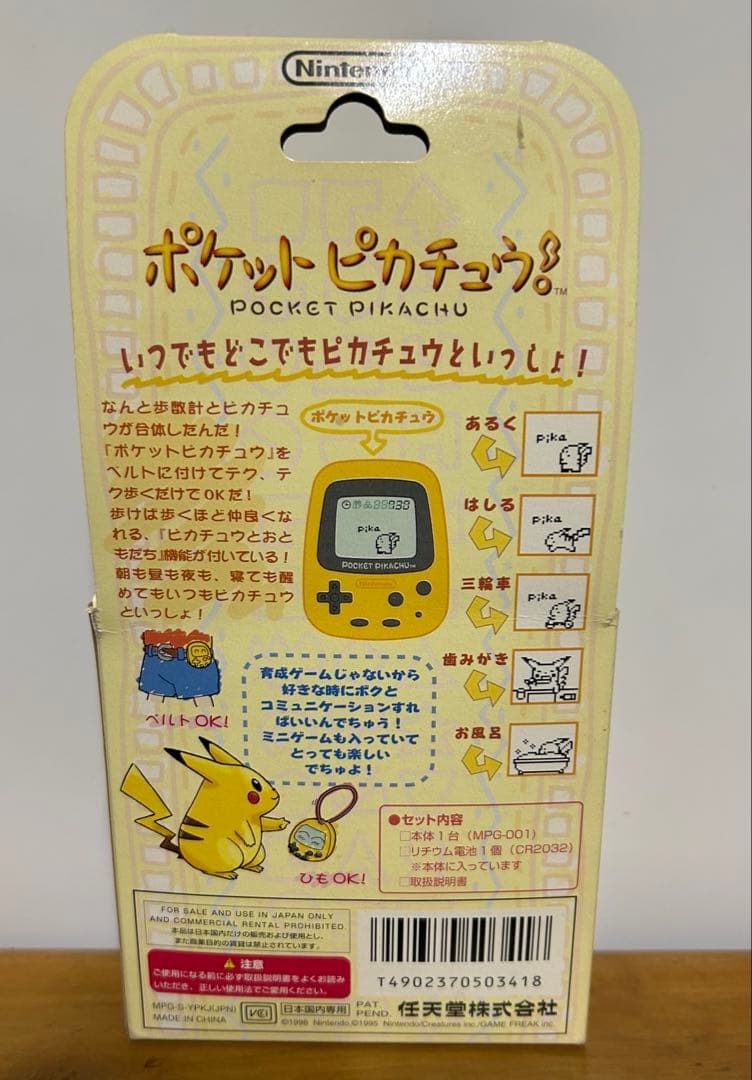 Nintendo
ポケットピカチュウ!
TM
POCKET PIKACHU
いつでもどこでもピカチュウといっしょ!
なんと歩数計とピカチュ
ウが合体したんだ!
『ポケットピカチュウ』を
ベルトに付けてテク、テ
ク歩くだけでOKだ!
歩けば歩くほど仲良くな
れる、『ピカチュウとおと
もだち』機能が付いている!
朝も昼も夜も、寝ても醒
めてもいつもピカチュウ
といっしょ!
ポケットピカチュウ
pika
POCKET PIKACHU™
Nintendo
あるく
pika
はしる
pika
三輪車
pika
歯みがき
お風呂
ベルトOK!
育成ゲームじゃないから
好きな時にボクと
コミュニケーションすれ
ばいいんでちゅう!
ミニゲームも入っていて
とっても楽しい
でちゅよ!
ひもOK!
●セット内容
□本体1台(MPG-001)
□リチウム電池1個(CR2032)
※本体に入っています
□取扱説明書
FOR SALE AND USE IN JAPAN ONLY
AND COMMERCIAL RENTAL PROHIBITED.
本品は日本国内だけの販売および使用とし、
また商業目的の賃貸は禁止されています。
注意
ご使用になる前に必ず取扱説明書をよくお読み
いただき、正しい使用法でご愛用ください。
MPG-S-YPKJ(JPN)
MADE IN CHINA
VCI
日本国内専用
PAT.
PEND.
T4902370503418
任天堂株式会社
©1998 Nintendo,©1995 Nintendo/Creatures inc./GAME FREAK inc.